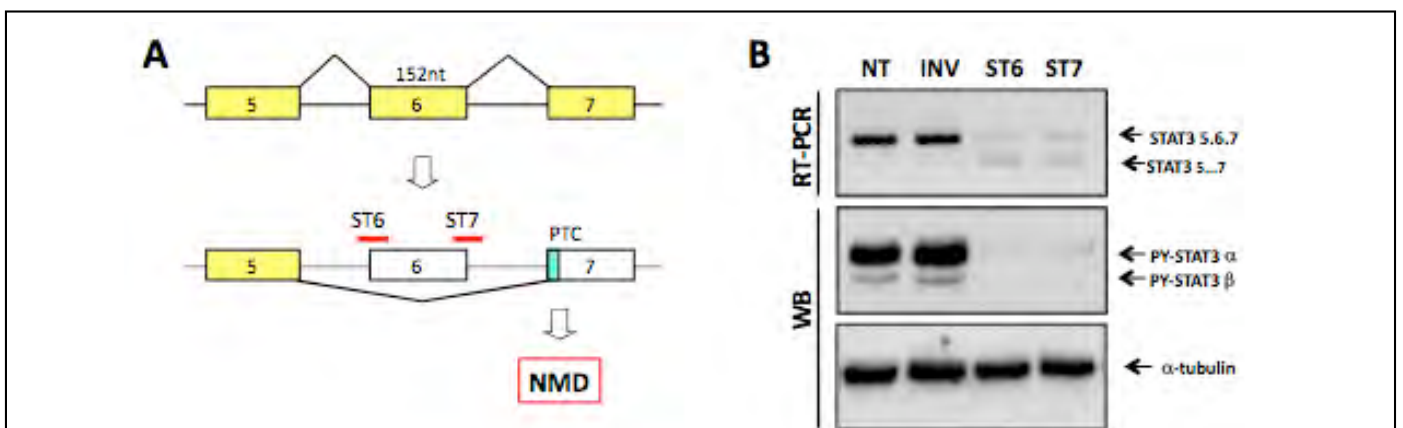 A
152nt
5 6 7
ST6 ST7
PTC
5 6 7
NMD
B
NT INV ST6 ST7
RT-PCR
STAT3 5.6.7
STAT3 5...7
WB
PY-STAT3 α
PY-STAT3 β
α-tubulin